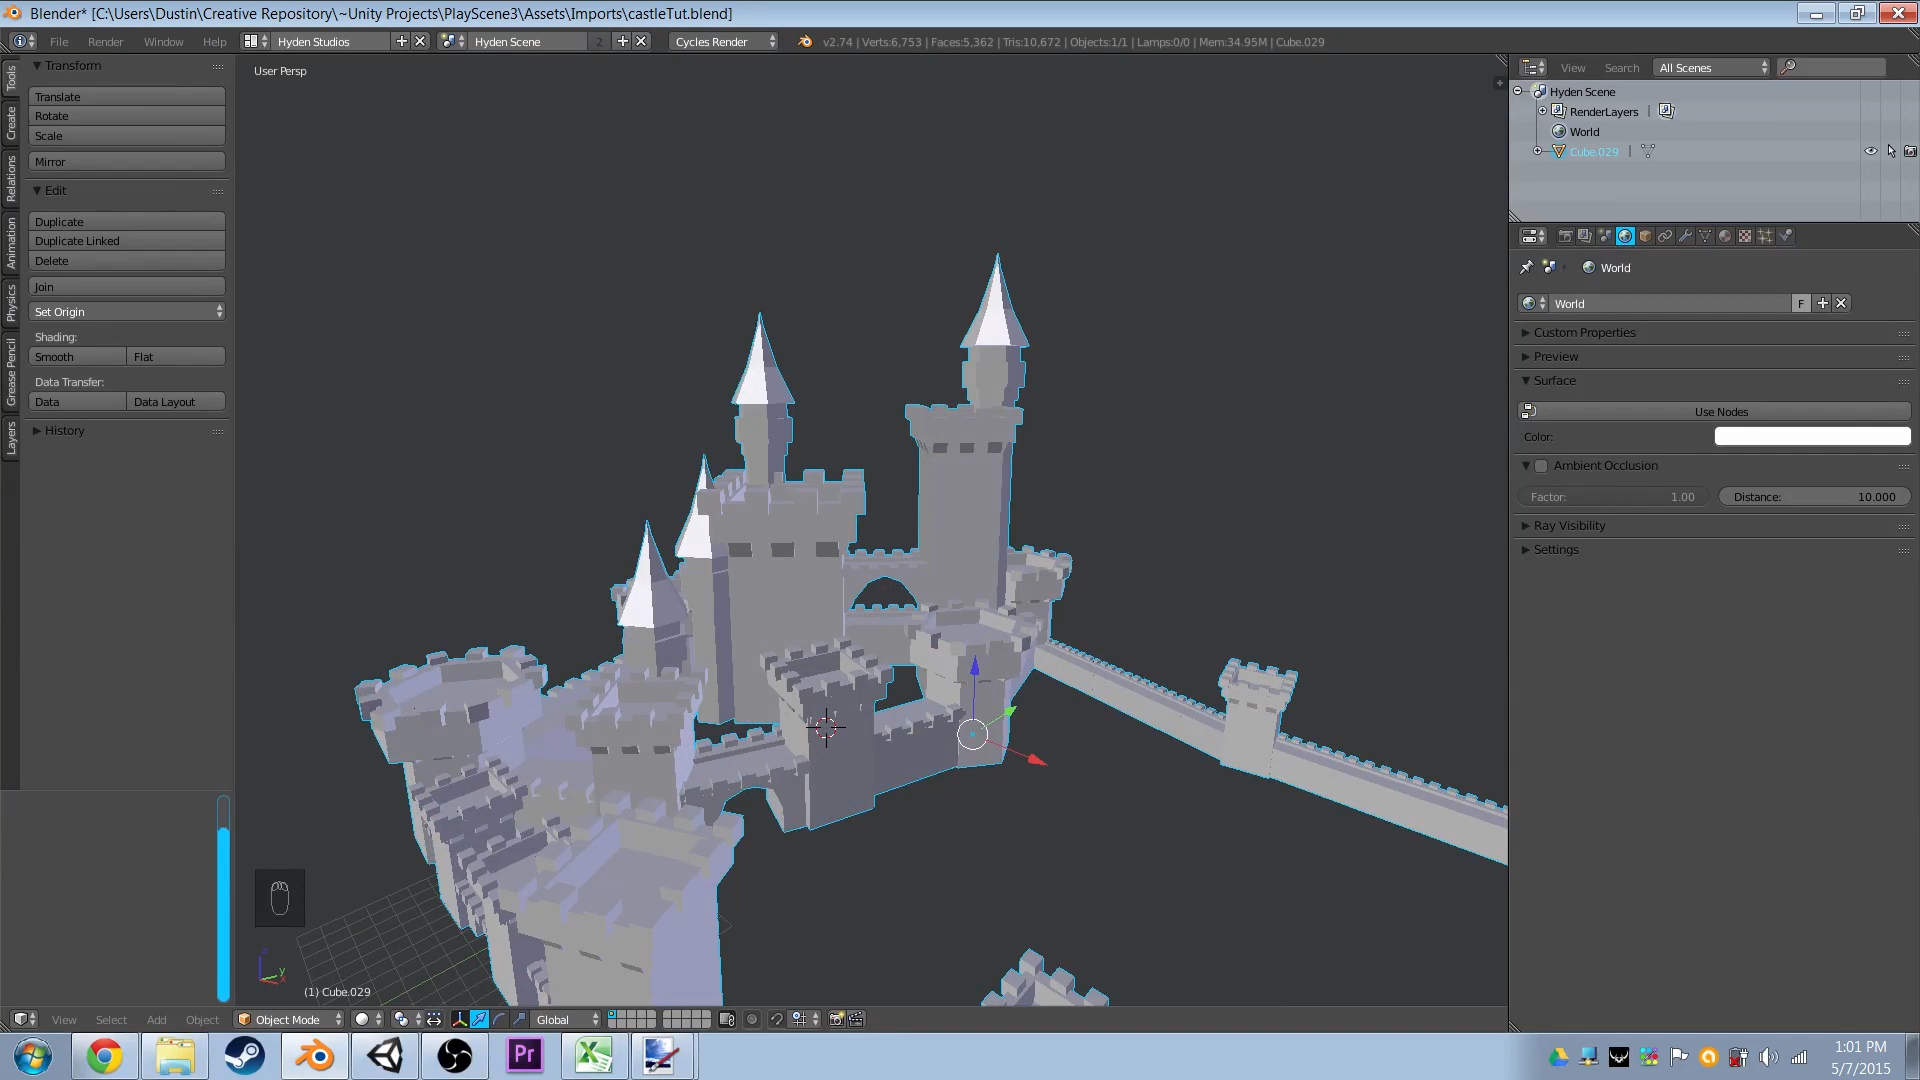 Blender* [C:\Users\Dustin\Creative Repository\~Unity Projects\PlayScene3\Assets\Imports\castleTut.blend]
File Render Window Help Hyden Studios Hyden Scene 2 Cycles Render v2.74 | Verts:6,753 | Faces:5,362 | Tris:10,672 | Objects:1/1 | Lamps:0/0 | Mem:34.95M | Cube.029
Tools
Create
Relations
Animation
Physics
Grease Pencil
Layers
Transform
Translate
Rotate
Scale
Mirror
Edit
Duplicate
Duplicate Linked
Delete
Join
Set Origin
Shading:
Smooth Flat
Data Transfer:
Data Data Layout
History
User Persp
(1) Cube.029
z
y
x
View Search All Scenes
Hyden Scene
RenderLayers |
World
Cube.029 |
World
World F
Custom Properties
Preview
Surface
Use Nodes
Color:
Ambient Occlusion
Factor: 1.00 Distance: 10.000
Ray Visibility
Settings
View Select Add Object Object Mode Global
Pr
1:01 PM
5/7/2015